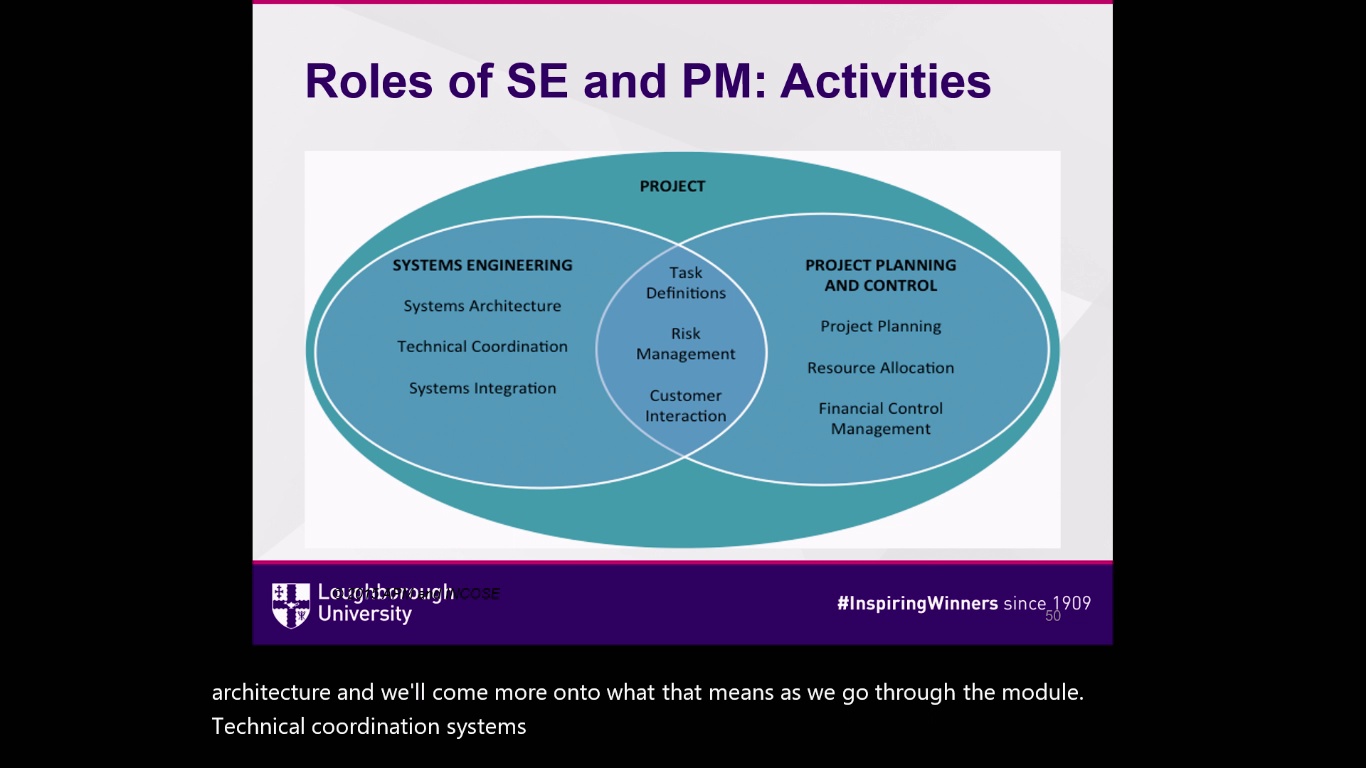 Roles of SE and PM: Activities
PROJECT
SYSTEMS ENGINEERING
Systems Architecture
Technical Coordination
Systems Integration
Task
Definitions
Risk
Management
Customer
Interaction
PROJECT PLANNING
AND CONTROL
Project Planning
Resource Allocation
Financial Control
Management
Loughborough
University
#InspiringWinners since 1909
50
architecture and we'll come more onto what that means as we go through the module.
Technical coordination systems